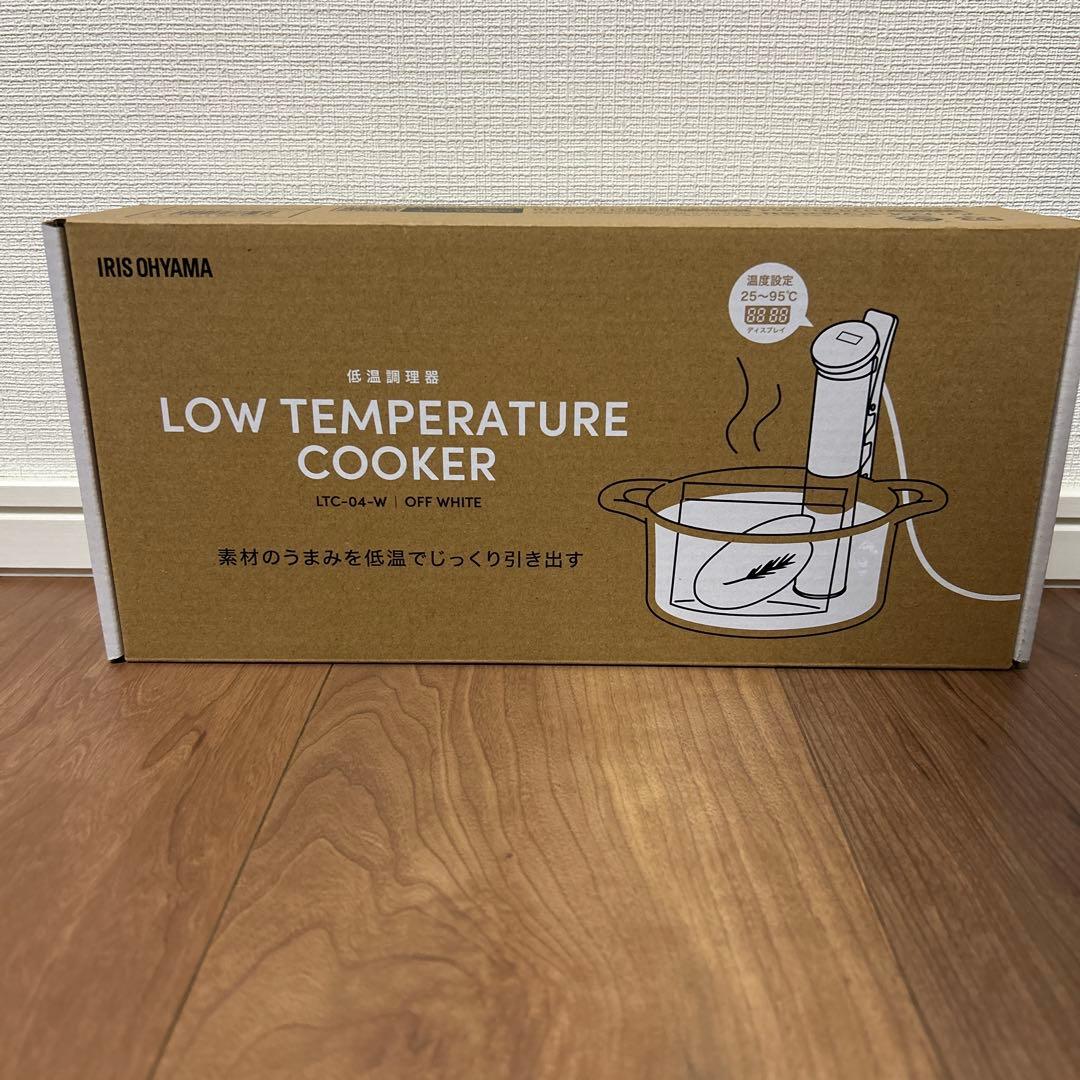 IRIS OHYAMA
温度設定
25〜95℃
88 88
ディスプレイ
低温調理器
LOW TEMPERATURE
COOKER
LTC-04-W | OFF WHITE
素材のうまみを低温でじっくり引き出す